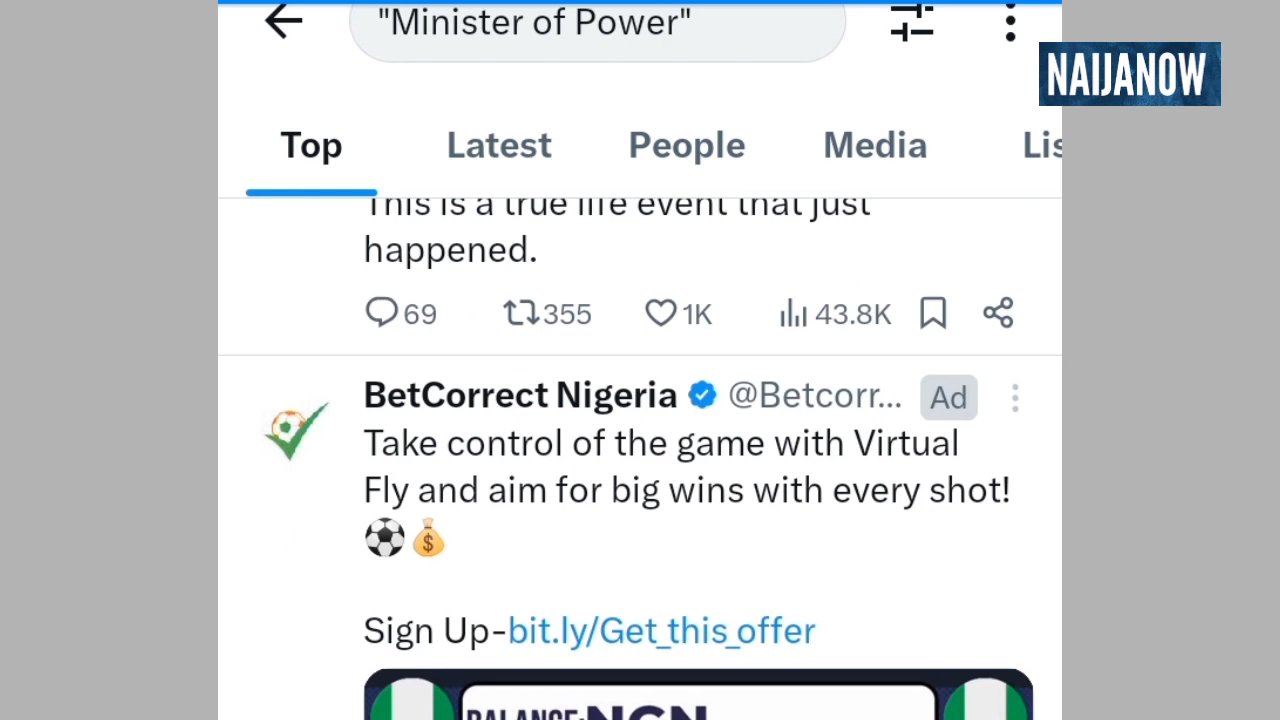 "Minister of Power"
NAIJANOW
Top Latest People Media Lis
This is a true life event that just
happened.
69 355 1K 43.8K
BetCorrect Nigeria @Betcorr... Ad
Take control of the game with Virtual
Fly and aim for big wins with every shot!
Sign Up-bit.ly/Get_this_offer
BALANCE:NGN